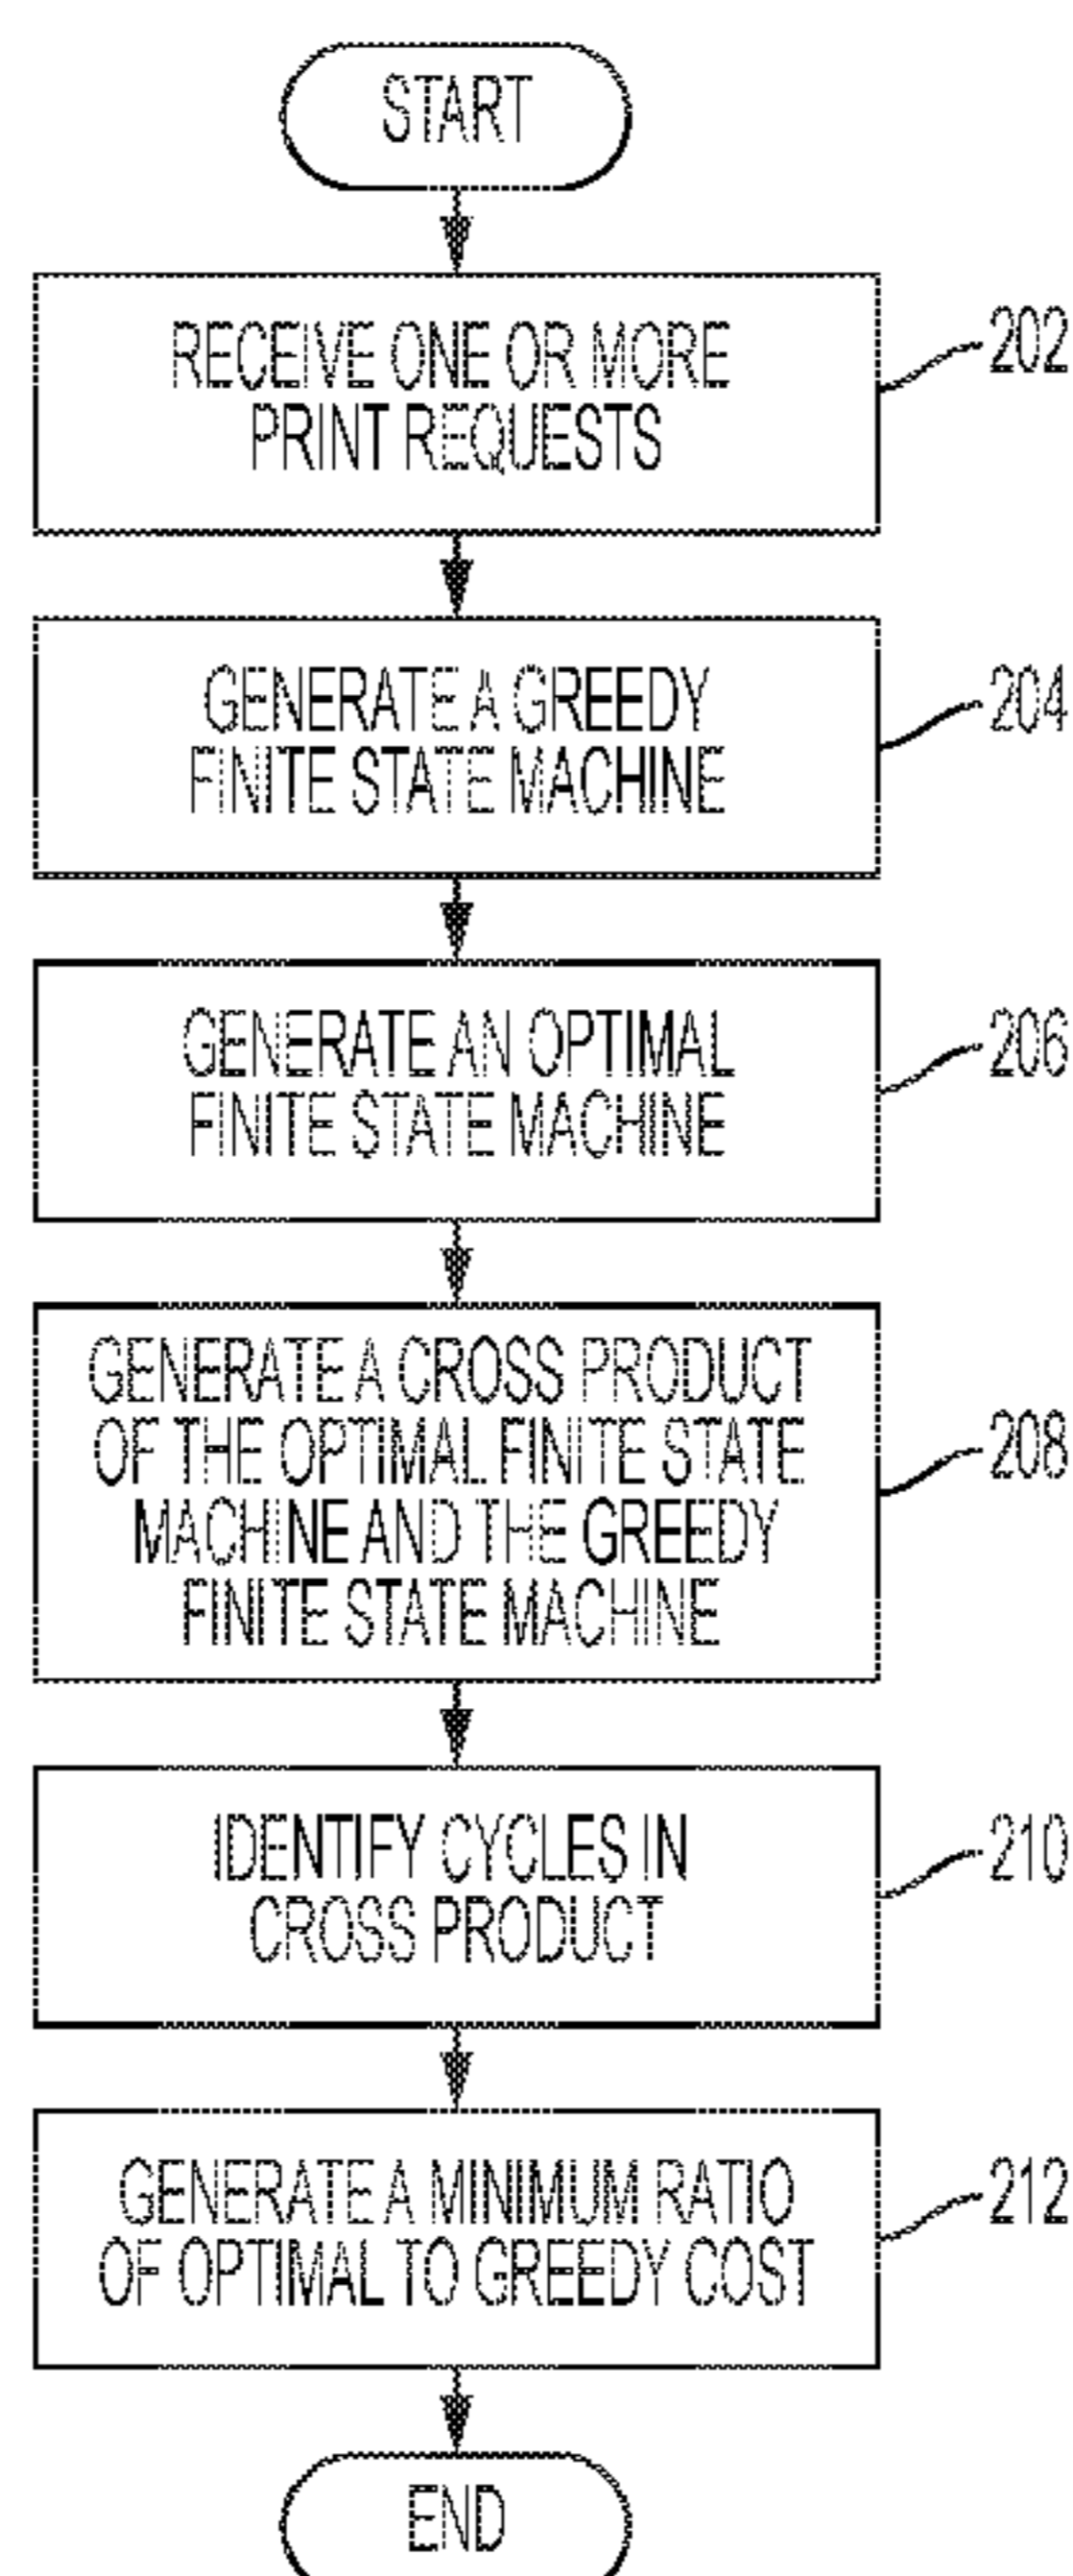 START
RECEIVE ONE OR MORE
PRINT REQUESTS
202
GENERATE A GREEDY
FINITE STATE MACHINE
204
GENERATE AN OPTIMAL
FINITE STATE MACHINE
206
GENERATE A CROSS PRODUCT
OF THE OPTIMAL FINITE STATE
MACHINE AND THE GREEDY
FINITE STATE MACHINE
208
IDENTIFY CYCLES IN
CROSS PRODUCT
210
GENERATE A MINIMUM RATIO
OF OPTIMAL TO GREEDY COST
212
END